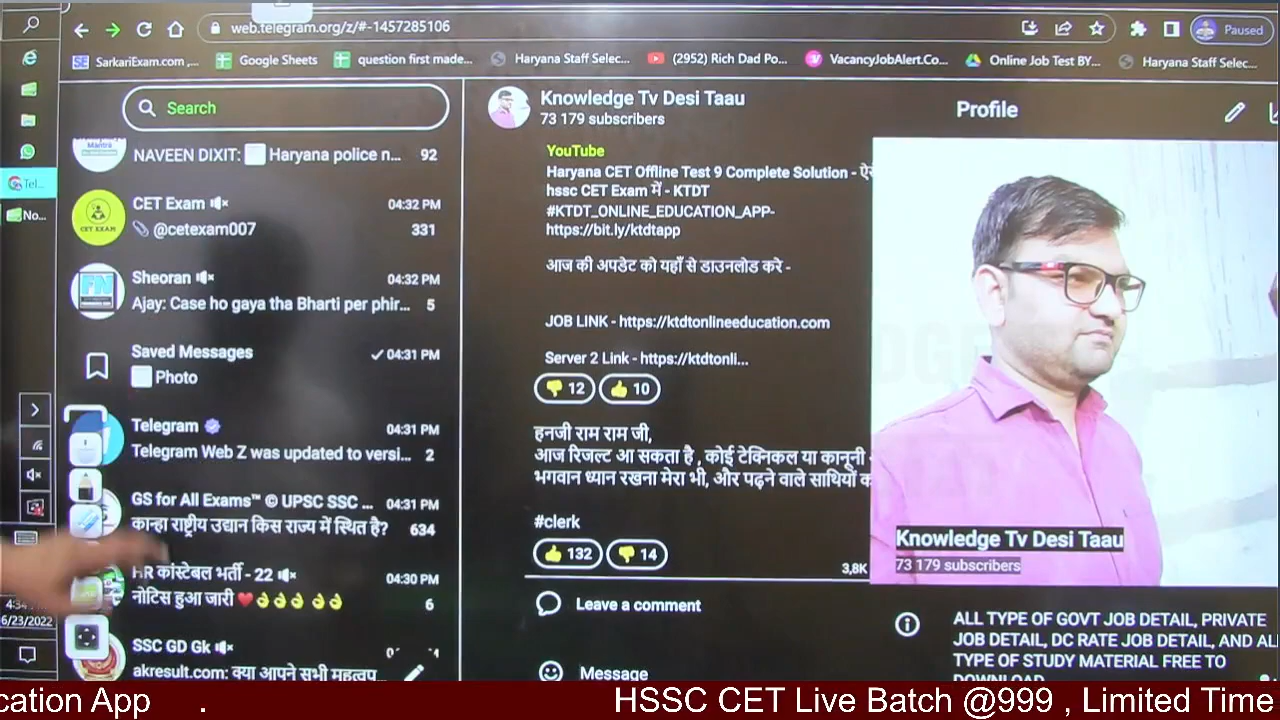 web.telegram.org/z/#-1457285106
Paused
SarkariExam.com ,...
Google Sheets
question first made...
Haryana Staff Selec...
(2952) Rich Dad Po...
VacancyJobAlert.Co...
Online Job Test BY...
Haryana Staff Selec...
Search
NAVEEN DIXIT: Haryana police n... 92
CET Exam 04:32 PM
@cetexam007 331
CET EXAM
Sheoran 04:32 PM
Ajay: Case ho gaya tha Bharti per phir... 5
FN
Saved Messages 04:31 PM
Photo
Telegram 04:31 PM
Telegram Web Z was updated to versi... 2
GS for All Exams™ © UPSC SSC ... 04:31 PM
कान्हा राष्ट्रीय उद्यान किस राज्य में स्थित है? 634
HR कांस्टेबल भर्ती - 22 04:30 PM
नोटिस हुआ जारी ❤️👌👌👌👌👌 6
SSC GD Gk
akresult.com: क्या आपने सभी महत्वप...
Tel...
No...
6/23/2022
Knowledge Tv Desi Taau
73 179 subscribers
YouTube
Haryana CET Offline Test 9 Complete Solution -
hssc CET Exam में - KTDT
#KTDT_ONLINE_EDUCATION_APP-
https://bit.ly/ktdtapp
आज की अपडेट को यहाँ से डाउनलोड करे -
JOB LINK - https://ktdtonlineeducation.com
Server 2 Link - https://ktdtonli...
👎 12 👍 10
हनजी राम राम जी,
आज रिजल्ट आ सकता है , कोई टेक्निकल या कानूनी
भगवान ध्यान रखना मेरा भी, और पढ़ने वाले साथियों
#clerk
👍 132 👎 14
3,8K
Leave a comment
Message
Profile
Knowledge Tv Desi Taau
73 179 subscribers
ALL TYPE OF GOVT JOB DETAIL, PRIVATE
JOB DETAIL, DC RATE JOB DETAIL, AND ALL
TYPE OF STUDY MATERIAL FREE TO
DOWNLOAD
cation App . HSSC CET Live Batch @999 , Limited Time